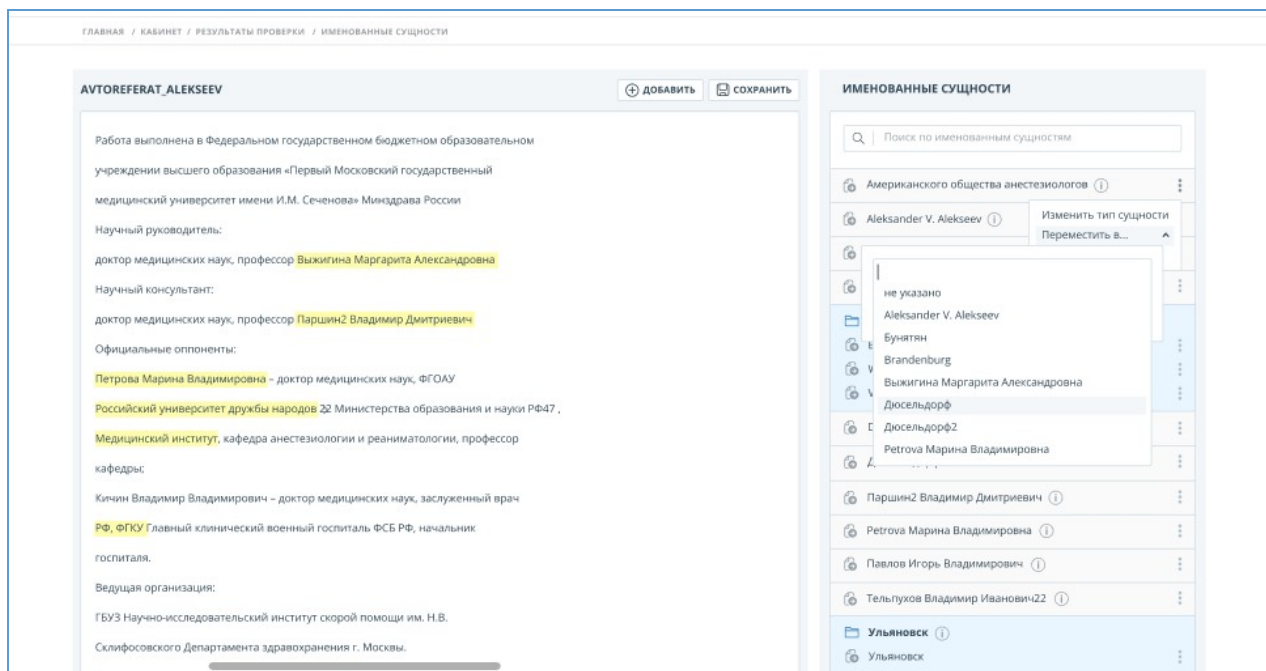 ГЛАВНАЯ / КАБИНЕТ / РЕЗУЛЬТАТЫ ПРОВЕРКИ / ИМЕНОВАННЫЕ СУЩНОСТИ
AVTOREFERAT_ALEKSEEV
ДОБАВИТЬ
СОХРАНИТЬ
Работа выполнена в Федеральном государственном бюджетном образовательном
учреждении высшего образования «Первый Московский государственный
медицинский университет имени И.М. Сеченова» Минздрава России
Научный руководитель:
доктор медицинских наук, профессор Выжигина Маргарита Александровна
Научный консультант:
доктор медицинских наук, профессор Паршин2 Владимир Дмитриевич
Официальные оппоненты:
Петрова Марина Владимировна – доктор медицинских наук, ФГОАУ
Российский университет дружбы народов 22 Министерства образования и науки РФ47 ,
Медицинский институт, кафедра анестезиологии и реаниматологии, профессор
кафедры;
Кичин Владимир Владимирович – доктор медицинских наук, заслуженный врач
РФ, ФГКУ Главный клинический военный госпиталь ФСБ РФ, начальник
госпиталя.
Ведущая организация:
ГБУЗ Научно-исследовательский институт скорой помощи им. Н.В.
Склифосовского Департамента здравохранения г. Москвы.
ИМЕНОВАННЫЕ СУЩНОСТИ
Поиск по именованным сущностям
Американского общества анестезиологов
Aleksander V. Alekseev
Изменить тип сущности
Переместить в...
не указано
Aleksander V. Alekseev
Бунятян
Brandenburg
Выжигина Маргарита Александровна
Дюсельдорф
Дюсельдорф2
Petrova Марина Владимировна
Паршин2 Владимир Дмитриевич
Petrova Марина Владимировна
Павлов Игорь Владимирович
Тельпухов Владимир Иванович22
Ульяновск
Ульяновск